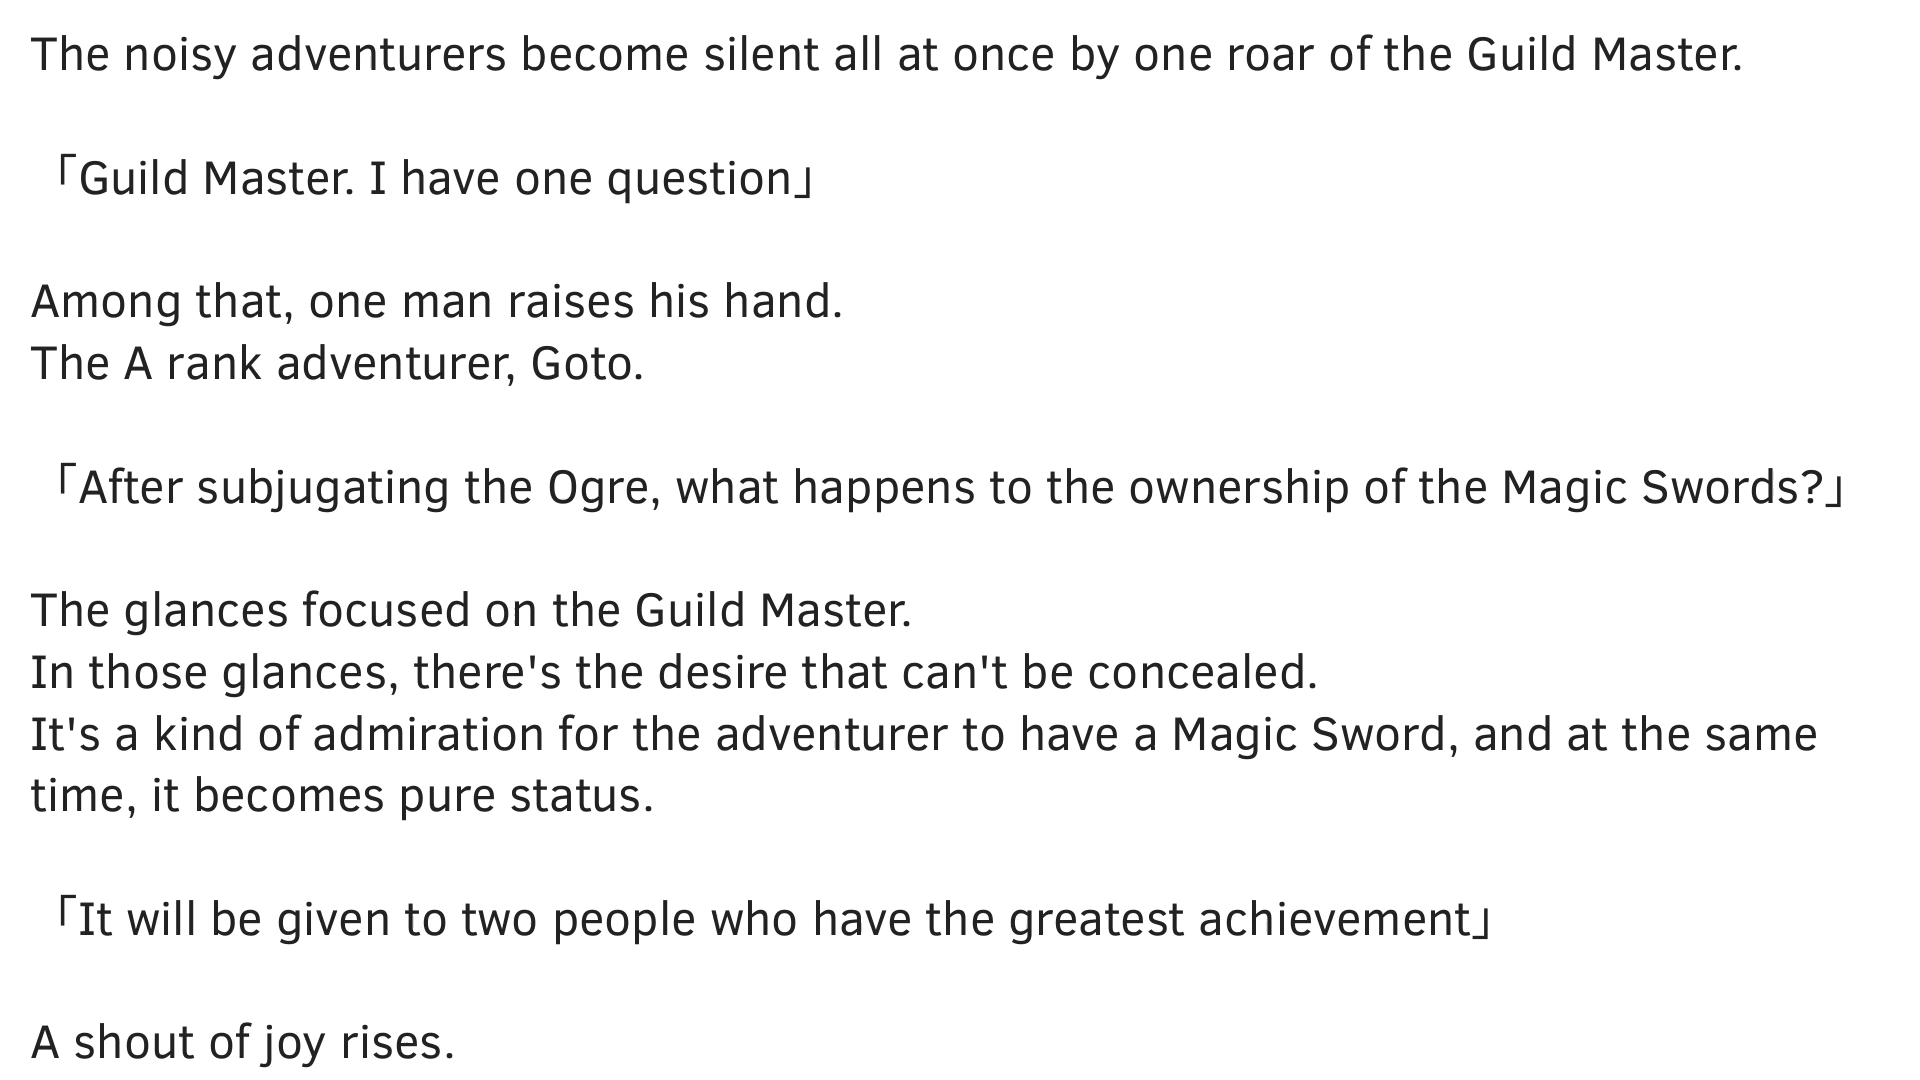 The noisy adventurers become silent all at once by one roar of the Guild Master.
「Guild Master. I have one question」
Among that, one man raises his hand.
The A rank adventurer, Goto.
「After subjugating the Ogre, what happens to the ownership of the Magic Swords?」
The glances focused on the Guild Master.
In those glances, there's the desire that can't be concealed.
It's a kind of admiration for the adventurer to have a Magic Sword, and at the same
time, it becomes pure status.
「It will be given to two people who have the greatest achievement」
A shout of joy rises.